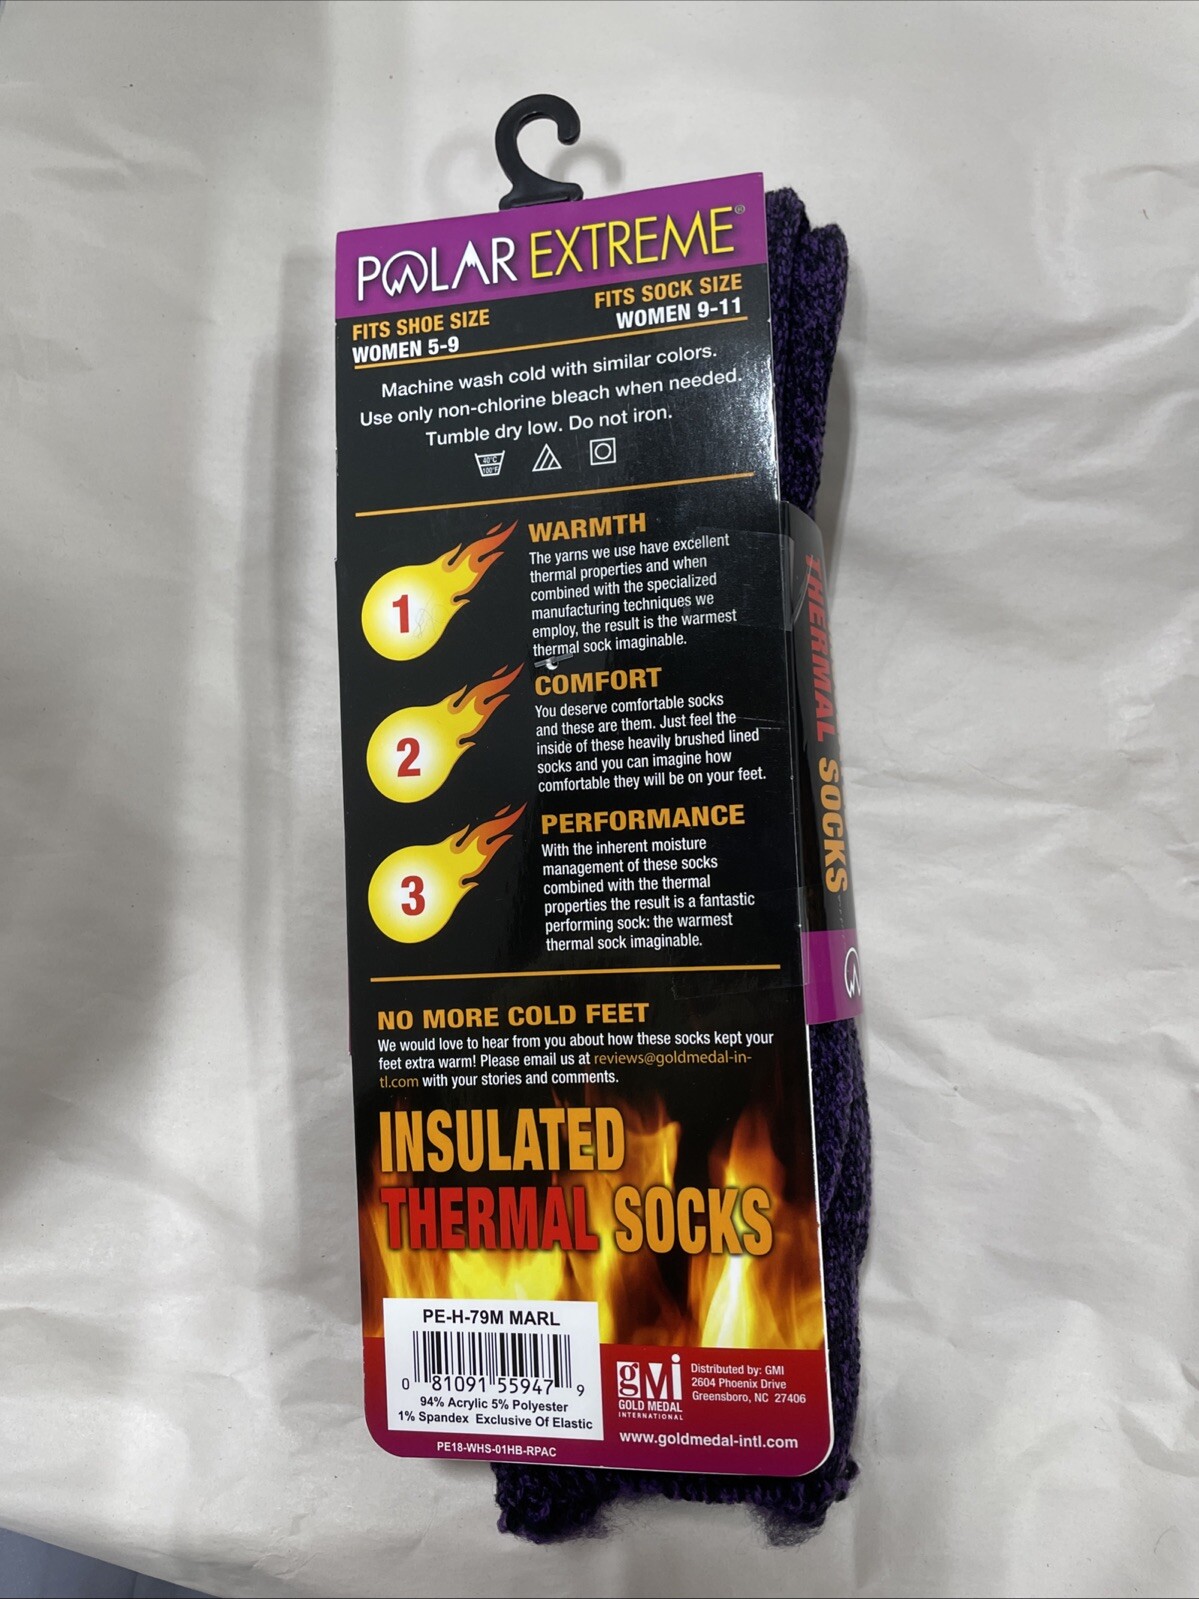 POLAR EXTREME®
FITS SHOE SIZE
WOMEN 5-9
FITS SOCK SIZE
WOMEN 9-11
Machine wash cold with similar colors.
Use only non-chlorine bleach when needed.
Tumble dry low. Do not iron.
40°C
100°F
1
WARMTH
The yarns we use have excellent
thermal properties and when
combined with the specialized
manufacturing techniques we
employ, the result is the warmest
thermal sock imaginable.
2
COMFORT
You deserve comfortable socks
and these are them. Just feel the
inside of these heavily brushed lined
socks and you can imagine how
comfortable they will be on your feet.
3
PERFORMANCE
With the inherent moisture
management of these socks
combined with the thermal
properties the result is a fantastic
performing sock: the warmest
thermal sock imaginable.
THERMAL SOCKS
NO MORE COLD FEET
We would love to hear from you about how these socks kept your
feet extra warm! Please email us at reviews@goldmedal-in-
tl.com with your stories and comments.
INSULATED
THERMAL SOCKS
PE-H-79M MARL
0 81091 55947 9
94% Acrylic 5% Polyester
1% Spandex Exclusive Of Elastic
PE18-WHS-01HB-RPAC
gMi
GOLD MEDAL
INTERNATIONAL
Distributed by: GMI
2604 Phoenix Drive
Greensboro, NC 27406
www.goldmedal-intl.com